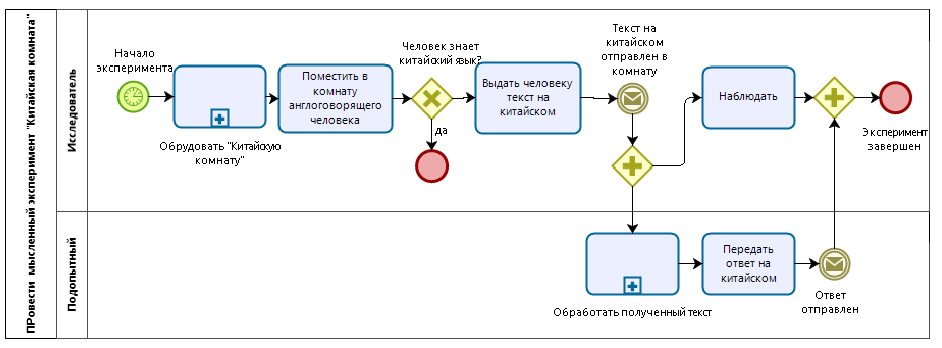 ПРовести мысленный эксперимент "Китайская комната"
Исследователь
Начало
эксперимента
Обрудовать "Китайскую
комнату"
Поместить в
комнату
англоговорящего
человека
Человек знает
китайский язык?
да
Выдать человеку
текст на
китайском
Текст на
китайском
отправлен в
комнату
Наблюдать
Эксперимент
завершен
Подопытный
Обработать полученный текст
Передать
ответ на
китайском
Ответ
отправлен